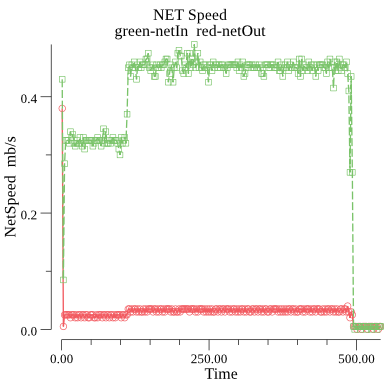 NET Speed
green-netIn red-netOut
NetSpeed mb/s
0.4
0.2
0.0
0.00
250.00
500.00
Time